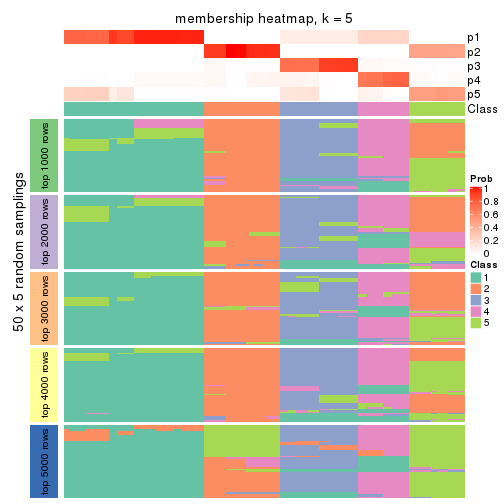 membership heatmap, k = 5
p1
p2
p3
p4
p5
Class
50 x 5 random samplings
top 1000 rows
top 2000 rows
top 3000 rows
top 4000 rows
top 5000 rows
Prob
1
0.8
0.6
0.4
0.2
0
Class
1
2
3
4
5